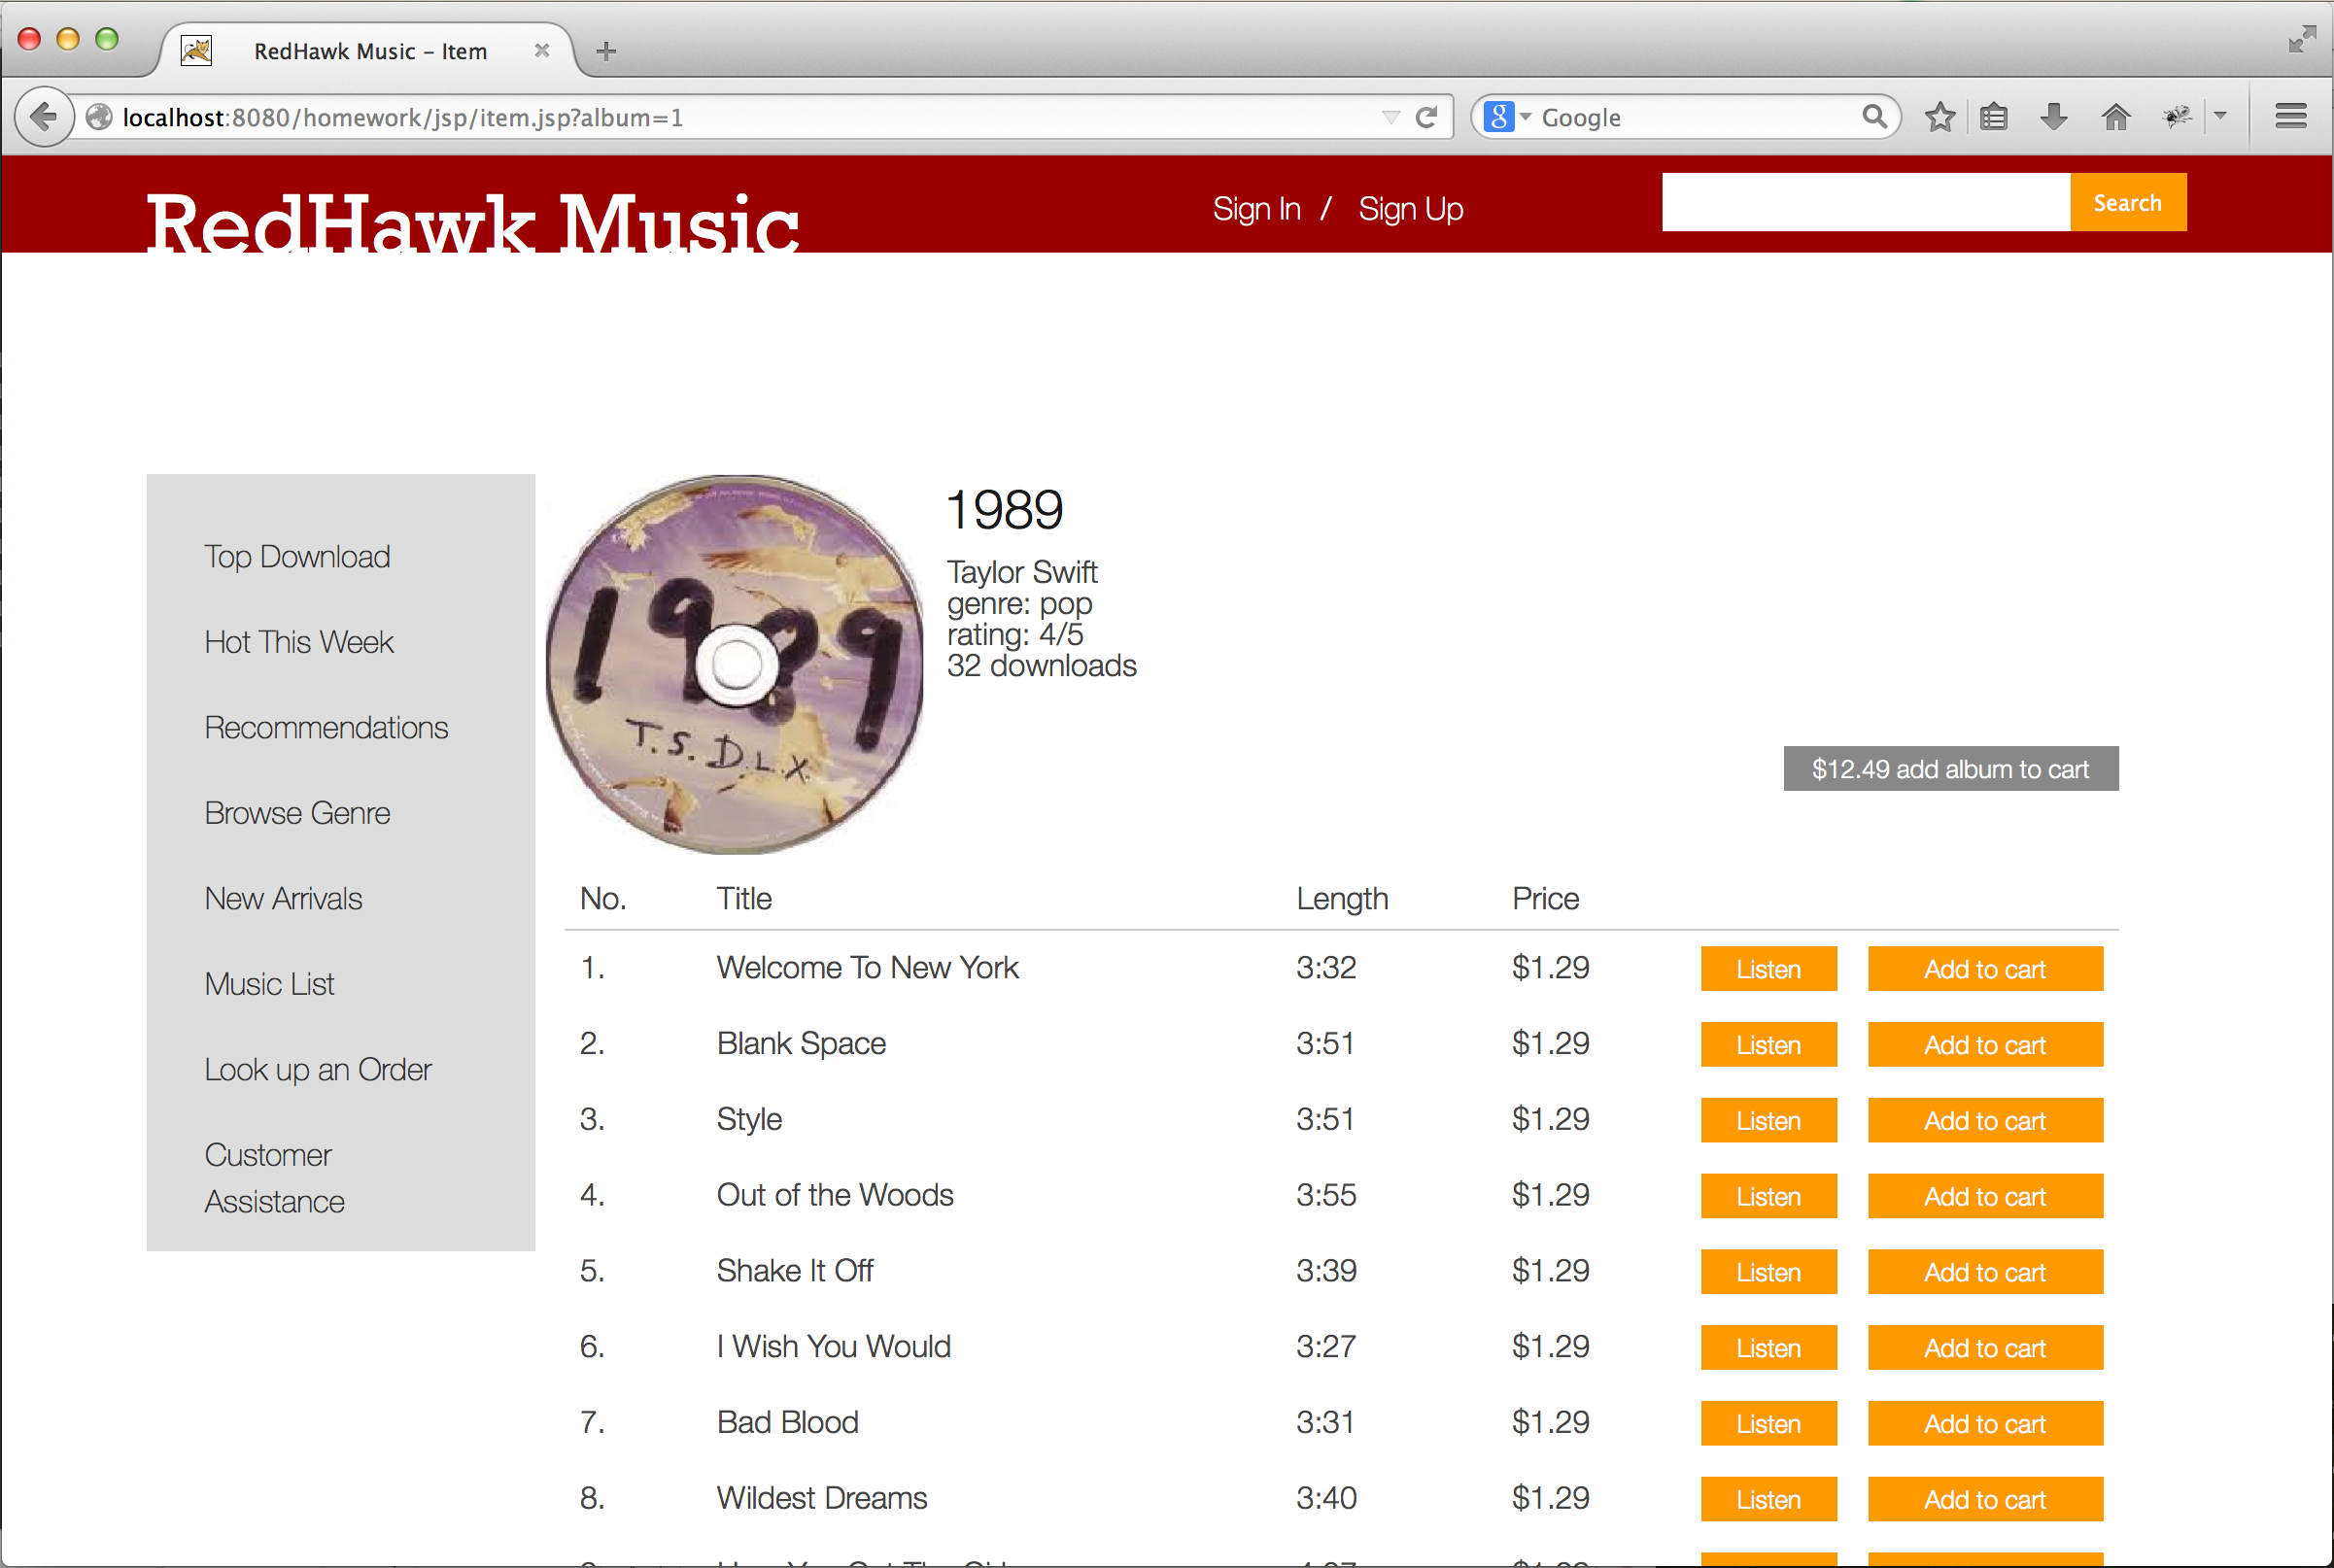 RedHawk Music – Item
localhost:8080/homework/jsp/item.jsp?album=1
Google
RedHawk Music
Sign In / Sign Up
Search
Top Download
Hot This Week
Recommendations
Browse Genre
New Arrivals
Music List
Look up an Order
Customer
Assistance
1989
T.S.D.L.X.
1989
Taylor Swift
genre: pop
rating: 4/5
32 downloads
$12.49 add album to cart
No. Title Length Price
1. Welcome To New York 3:32 $1.29 Listen Add to cart
2. Blank Space 3:51 $1.29 Listen Add to cart
3. Style 3:51 $1.29 Listen Add to cart
4. Out of the Woods 3:55 $1.29 Listen Add to cart
5. Shake It Off 3:39 $1.29 Listen Add to cart
6. I Wish You Would 3:27 $1.29 Listen Add to cart
7. Bad Blood 3:31 $1.29 Listen Add to cart
8. Wildest Dreams 3:40 $1.29 Listen Add to cart